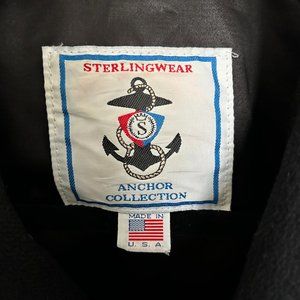 STERLINGWEAR
S
ANCHOR
COLLECTION
MADE IN
U.S.A.